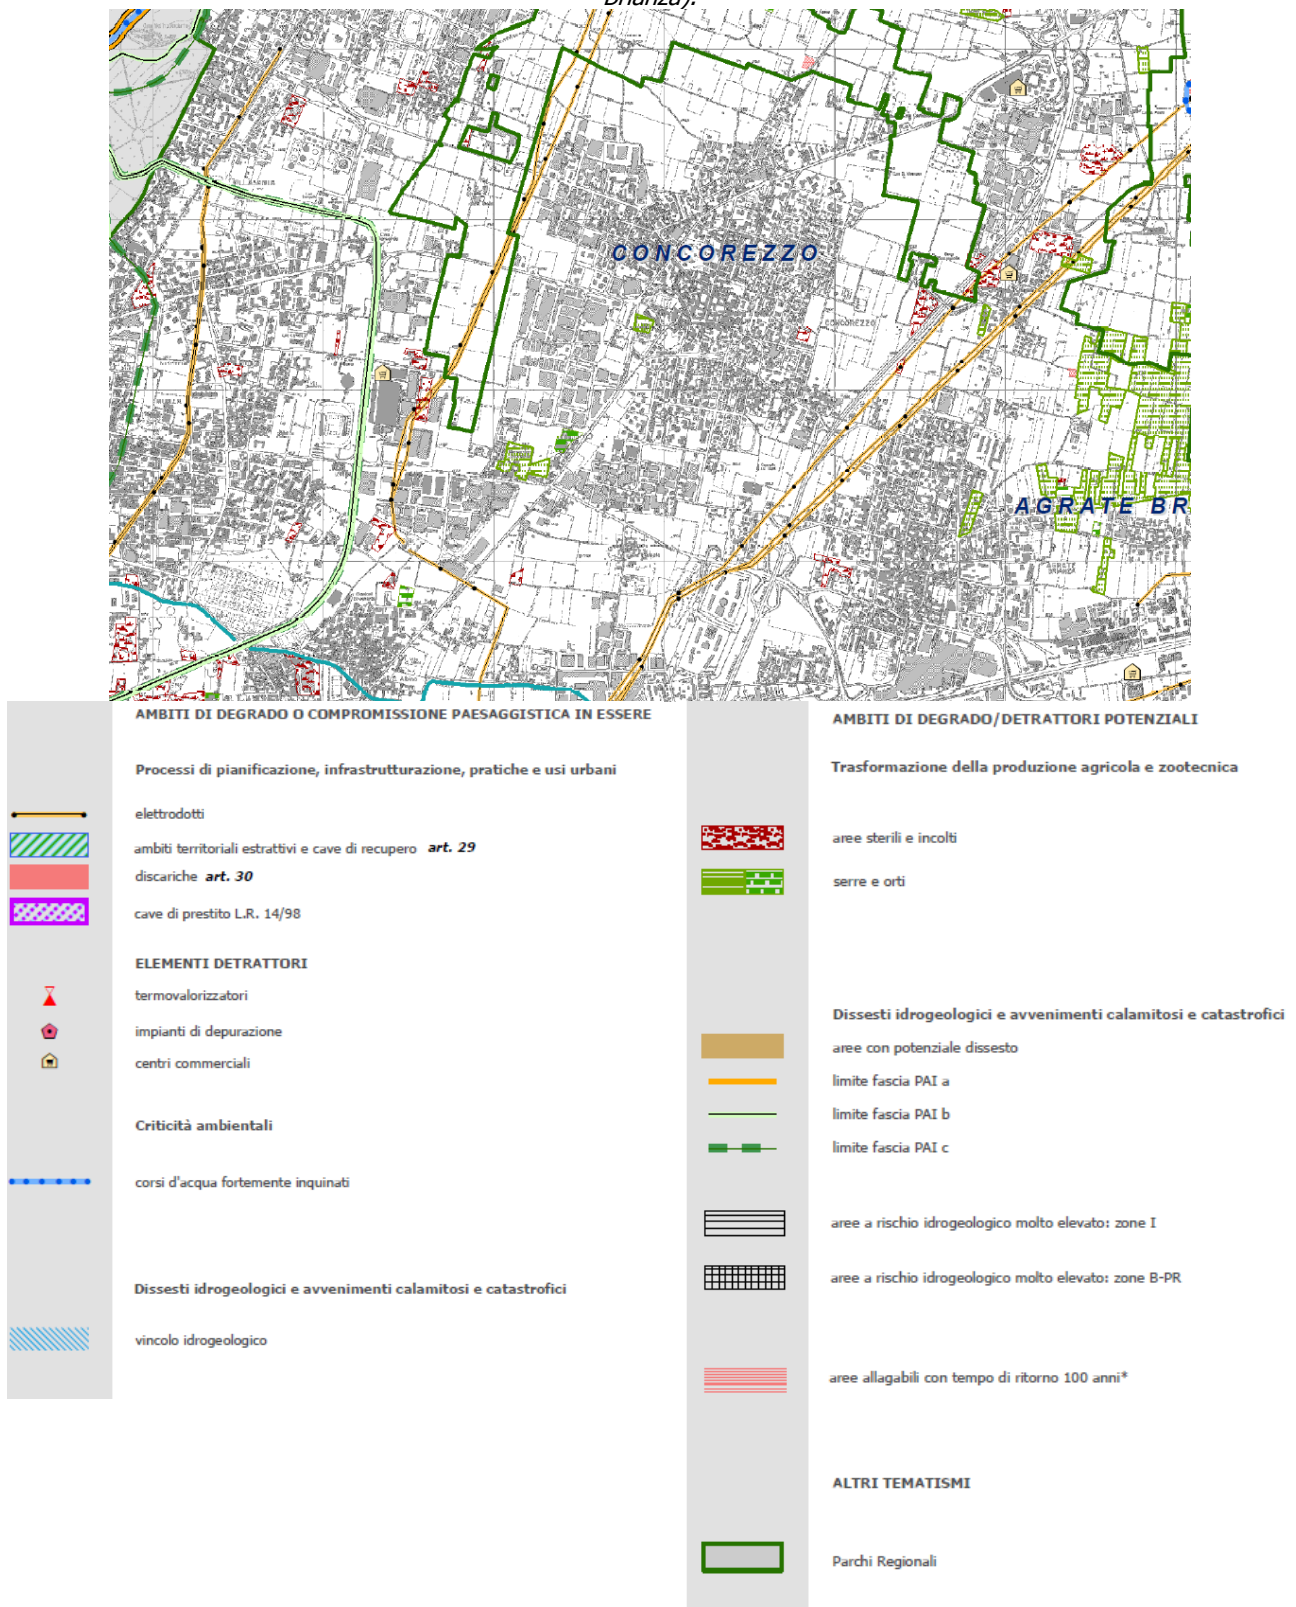 Brianza).
CONCOREZZO
CONCOREZZO
AGRATE BR
AMBITI DI DEGRADO O COMPROMISSIONE PAESAGGISTICA IN ESSERE
Processi di pianificazione, infrastrutturazione, pratiche e usi urbani
elettrodotti
ambiti territoriali estrattivi e cave di recupero art. 29
discariche art. 30
cave di prestito L.R. 14/98
ELEMENTI DETRATTORI
termovalorizzatori
impianti di depurazione
centri commerciali
Criticità ambientali
corsi d'acqua fortemente inquinati
Dissesti idrogeologici e avvenimenti calamitosi e catastrofici
vincolo idrogeologico
AMBITI DI DEGRADO/DETRATTORI POTENZIALI
Trasformazione della produzione agricola e zootecnica
aree sterili e incolti
serre e orti
Dissesti idrogeologici e avvenimenti calamitosi e catastrofici
aree con potenziale dissesto
limite fascia PAI a
limite fascia PAI b
limite fascia PAI c
aree a rischio idrogeologico molto elevato: zone I
aree a rischio idrogeologico molto elevato: zone B-PR
aree allagabili con tempo di ritorno 100 anni*
ALTRI TEMATISMI
Parchi Regionali